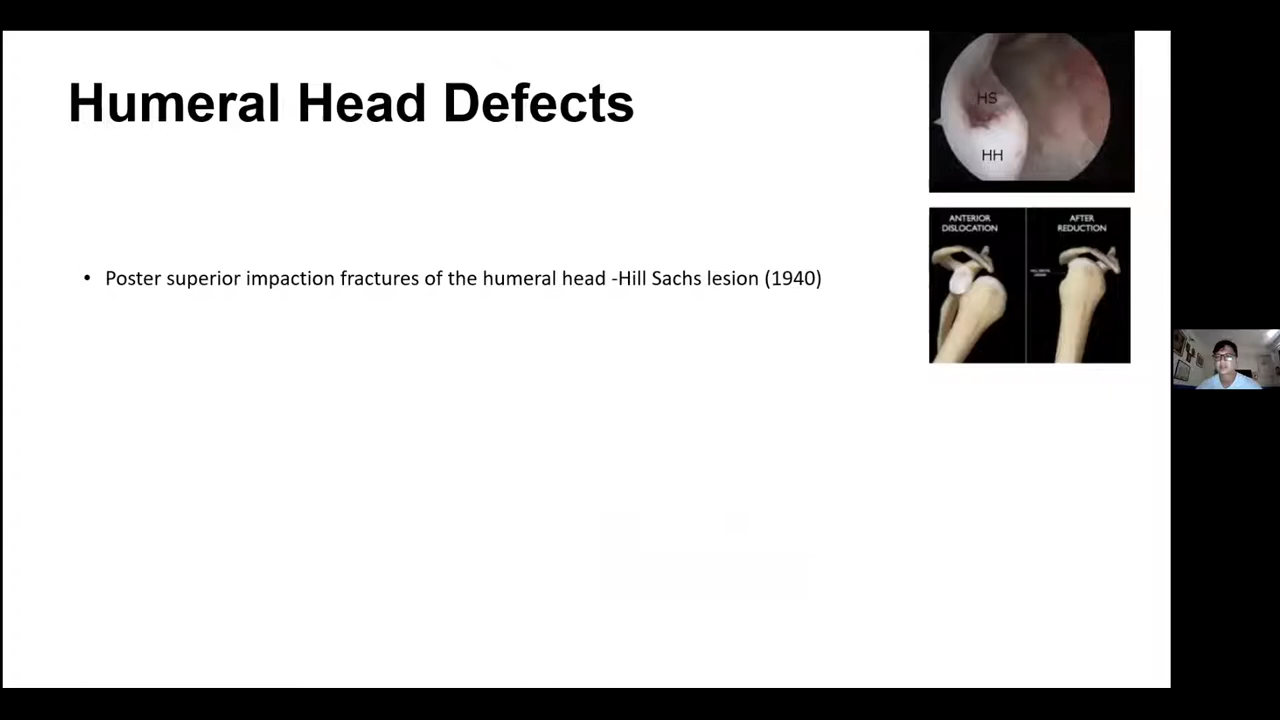 Humeral Head Defects
• Poster superior impaction fractures of the humeral head -Hill Sachs lesion (1940)
HS
HH
ANTERIOR
DISLOCATION
AFTER
REDUCTION